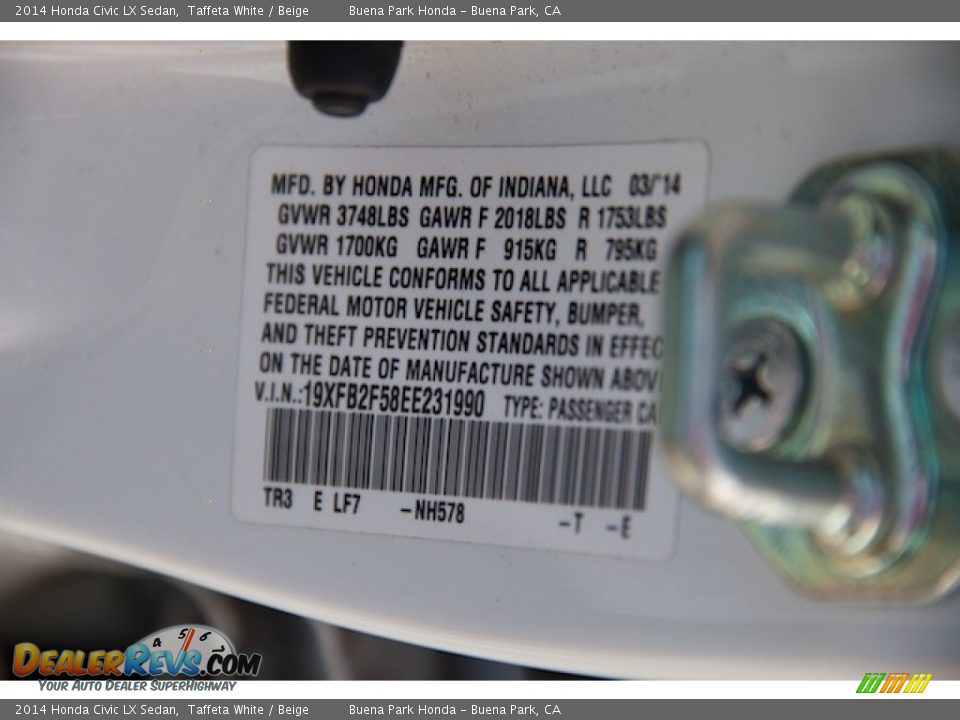 2014 Honda Civic LX Sedan, Taffeta White / Beige Buena Park Honda - Buena Park, CA
MFD. BY HONDA MFG. OF INDIANA, LLC 03/14
GVWR 3748LBS GAWR F 2018LBS R 1753LBS
GVWR 1700KG GAWR F 915KG R 795KG
THIS VEHICLE CONFORMS TO ALL APPLICABLE
FEDERAL MOTOR VEHICLE SAFETY, BUMPER,
AND THEFT PREVENTION STANDARDS IN EFFEC
ON THE DATE OF MANUFACTURE SHOWN ABOV
V.I.N.:19XFB2F58EE231990 TYPE: PASSENGER CA
TR3 E LF7 -NH578 -T -E
4 5 6
DEALERREVS.COM
YOUR AUTO DEALER SUPERHIGHWAY
2014 Honda Civic LX Sedan, Taffeta White / Beige Buena Park Honda - Buena Park, CA